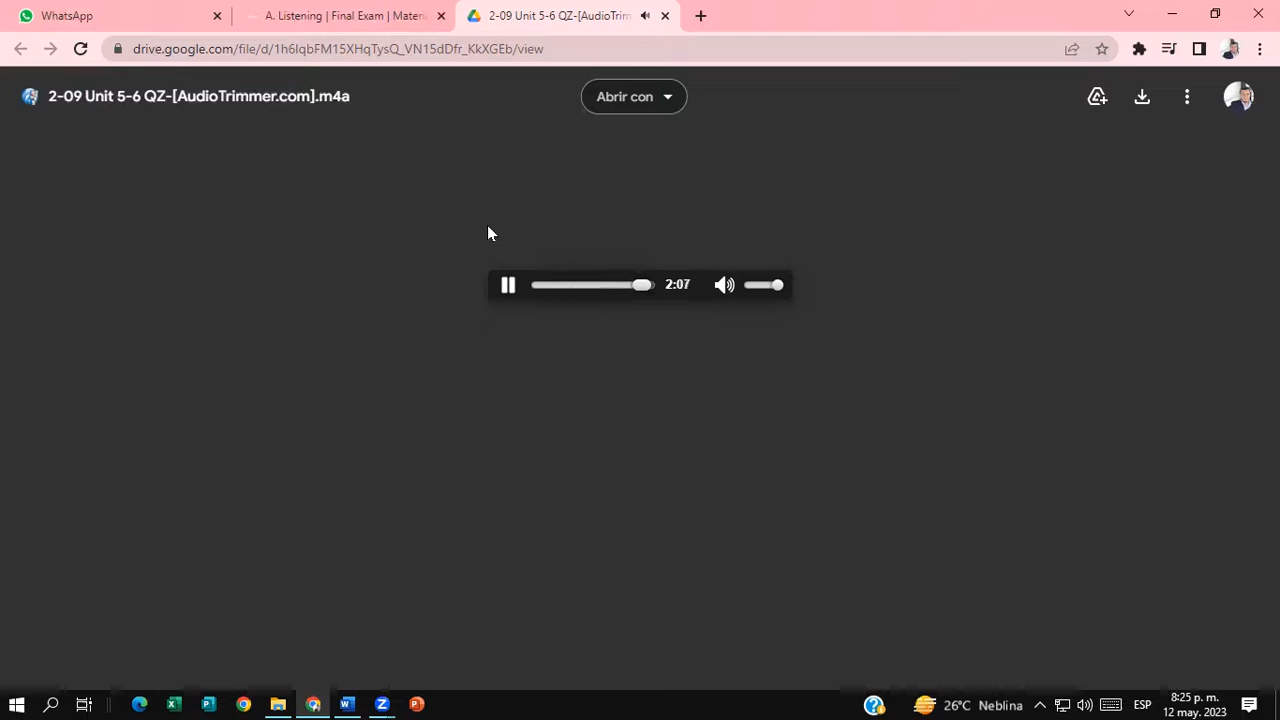 WhatsApp
A. Listening | Final Exam | Materi
2-09 Unit 5-6 QZ-[AudioTrim
drive.google.com/file/d/1h6IqbFM15XHqTysQ_VN15dDfr_KkXGEb/view
2-09 Unit 5-6 QZ-[AudioTrimmer.com].m4a
Abrir con
2:07
26°C Neblina
ESP
8:25 p. m.
12 may. 2023